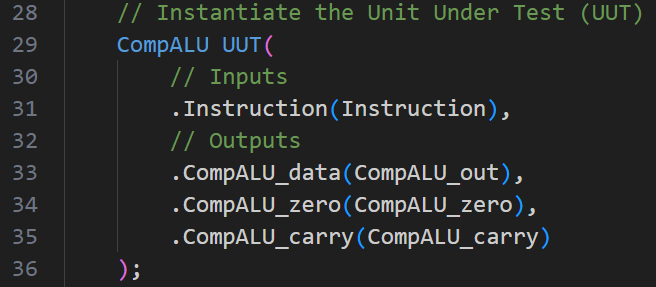 28 // Instantiate the Unit Under Test (UUT)
29 CompALU UUT(
30 // Inputs
31 .Instruction(Instruction),
32 // Outputs
33 .CompALU_data(CompALU_out),
34 .CompALU_zero(CompALU_zero),
35 .CompALU_carry(CompALU_carry)
36 );